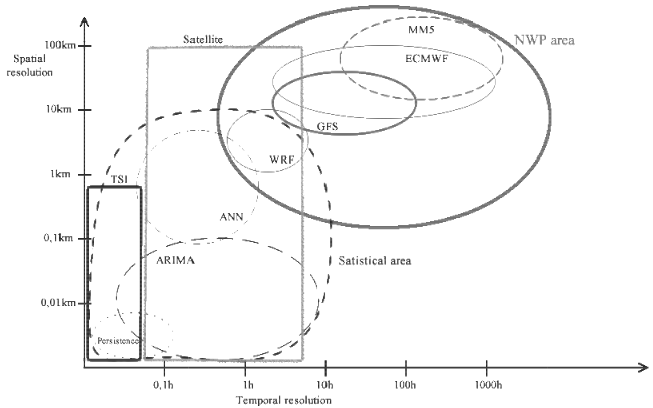 Satellite
MM5
NWP area
100km
Spatial
resolution
ECMWF
10km
GFS
WRF
1km
TS1
ANN
0,1km
ARIMA
Satistical area
0,01km
Persistence
0,1h
1h
10h
100h
1000h
Temporal resolution